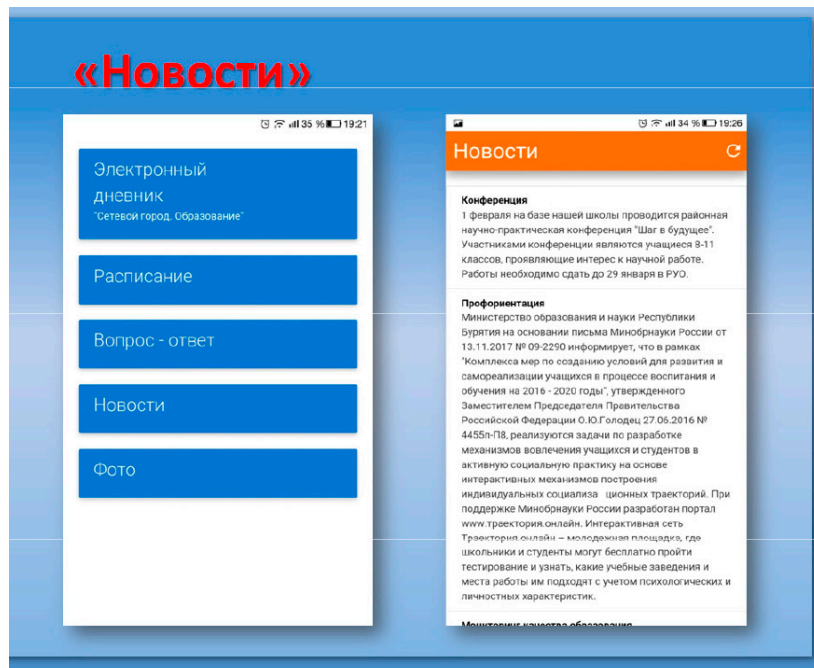 «Новости»
35 % 19:21
Электронный
дневник
"Сетевой город. Образование"
Расписание
Вопрос - ответ
Новости
Фото
34 % 19:26
Новости
Конференция
1 февраля на базе нашей школы проводится районная
научно-практическая конференция "Шаг в будущее".
Участниками конференции являются учащиеся 8-11
классов, проявляющие интерес к научной работе.
Работы необходимо сдать до 29 января в РУО.
Профориентация
Министерство образования и науки Республики
Бурятия на основании письма Минобрнауки России от
13.11.2017 № 09-2290 информирует, что в рамках
"Комплекса мер по созданию условий для развития и
самореализации учащихся в процессе воспитания и
обучения на 2016 - 2020 годы", утвержденного
Заместителем Председателя Правительства
Российской Федерации О.Ю.Голодец 27.06.2016 №
4455п-П8, реализуются задачи по разработке
механизмов вовлечения учащихся и студентов в
активную социальную практику на основе
интерактивных механизмов построения
индивидуальных социализа ционных траекторий. При
поддержке Минобрнауки России разработан портал
www.траектория.онлайн. Интерактивная сеть
Траектория.онлайн – молодежная площадка, где
школьники и студенты могут бесплатно пройти
тестирование и узнать, какие учебные заведения и
места работы им подходят с учетом психологических и
личностных характеристик.
Мониторинг качества образования